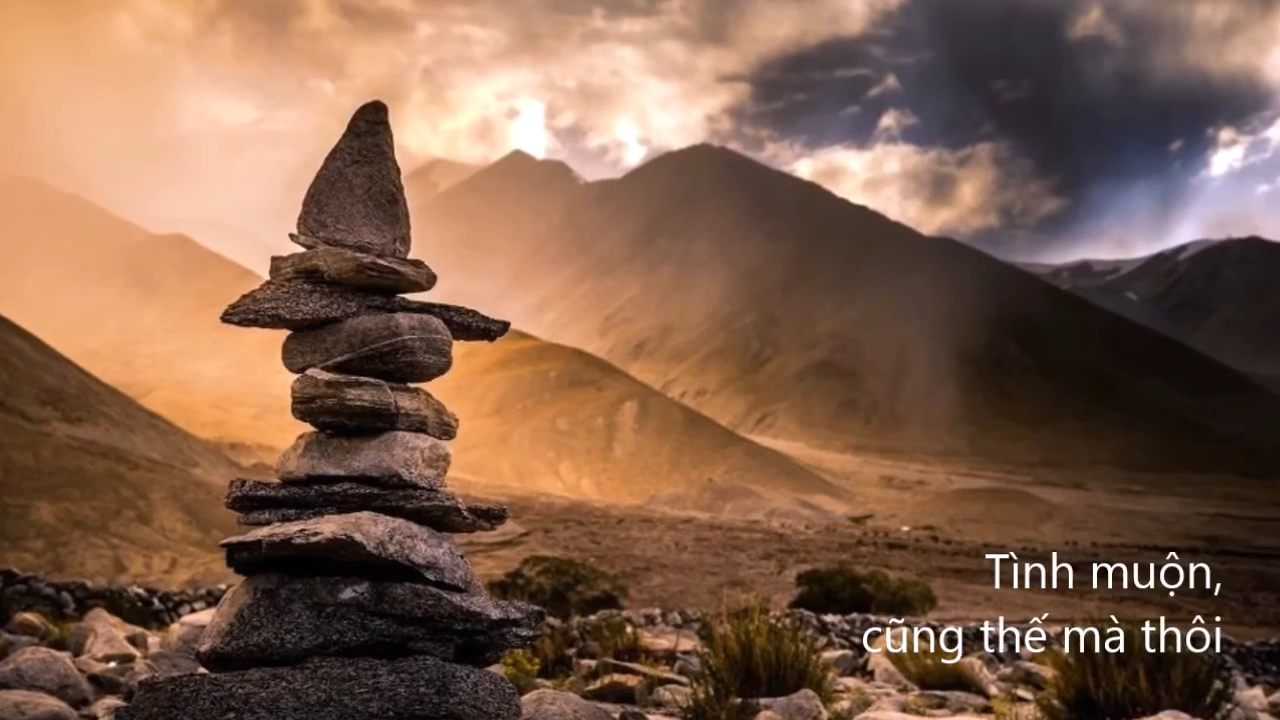 Tình muộn,
cũng thế mà thôi